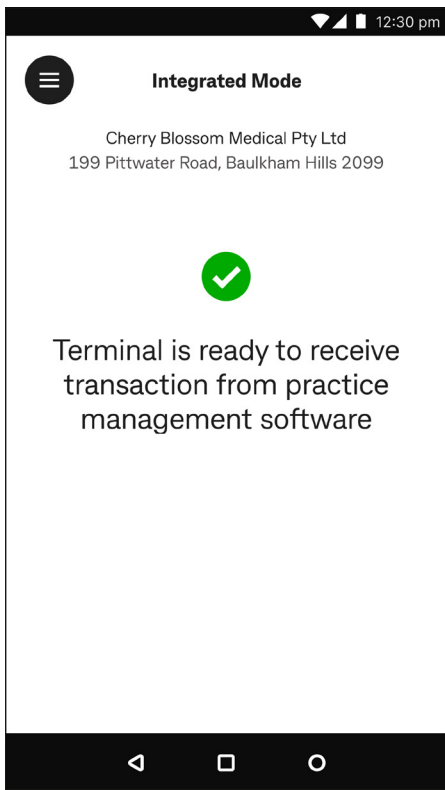 12:30 pm
Integrated Mode
Cherry Blossom Medical Pty Ltd
199 Pittwater Road, Baulkham Hills 2099
Terminal is ready to receive
transaction from practice
management software